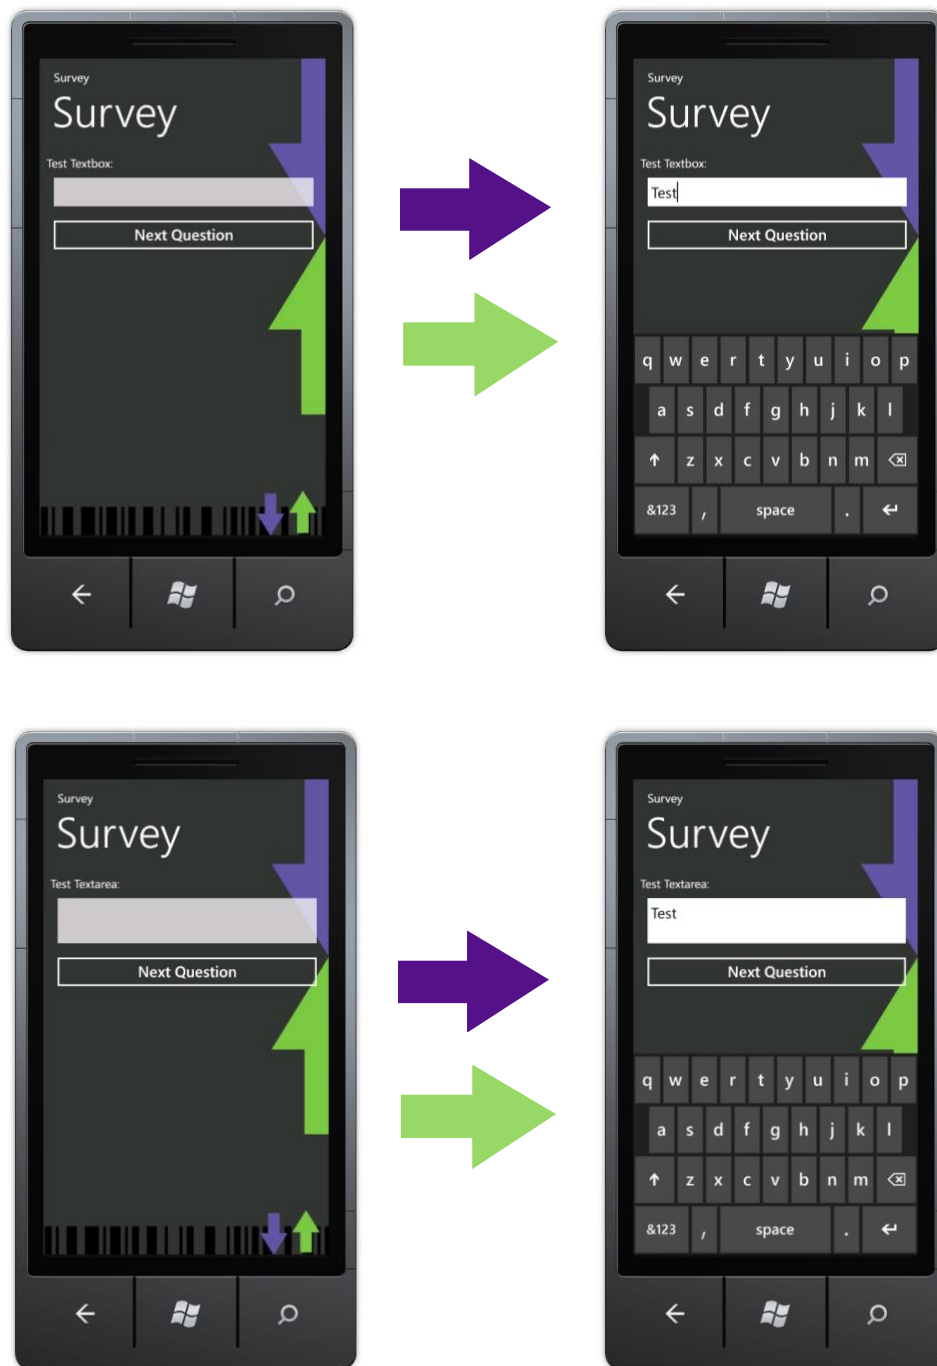 Survey
Survey
Test Textbox:
Next Question
Survey
Survey
Test Textbox:
Test
Next Question
q w e r t y u i o p
a s d f g h j k l
z x c v b n m
&123 , space .
Survey
Survey
Test Textarea:
Next Question
Survey
Survey
Test Textarea:
Test
Next Question
q w e r t y u i o p
a s d f g h j k l
z x c v b n m
&123 , space .